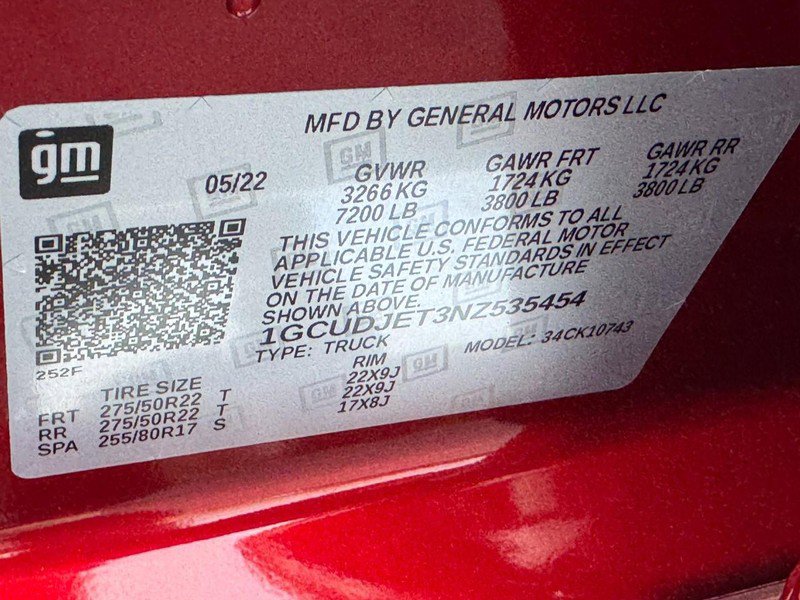 gm
MFD BY GENERAL MOTORS LLC
05/22
GVWR GAWR FRT GAWR RR
3266 KG 1724 KG 1724 KG
7200 LB 3800 LB 3800 LB
THIS VEHICLE CONFORMS TO ALL
APPLICABLE U.S. FEDERAL MOTOR
VEHICLE SAFETY STANDARDS IN EFFECT
ON THE DATE OF MANUFACTURE
SHOWN ABOVE.
1GCUDJET3NZ535454
TYPE: TRUCK MODEL: 34CK10743
252F
TIRE SIZE RIM
FRT 275/50R22 T 22X9J
RR 275/50R22 T 22X9J
SPA 255/80R17 S 17X8J